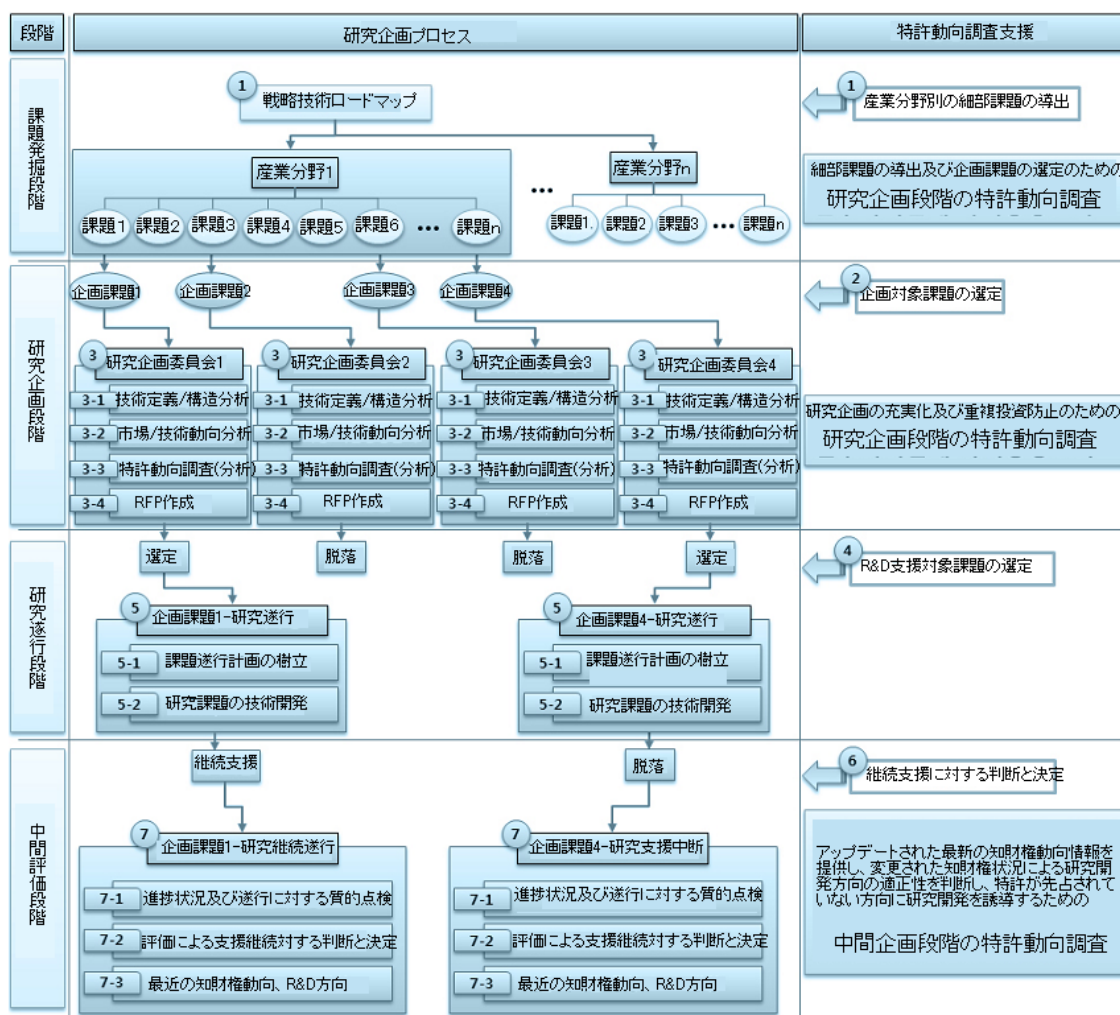 段階
研究企画プロセス
特許動向調査支援
課題発掘段階
1
戦略技術ロードマップ
産業分野1
課題1
課題2
課題3
課題4
課題5
課題6
•••
課題n
•••
産業分野n
課題1.
課題2
課題3
•••
課題n
1
産業分野別の細部課題の導出
細部課題の導出及び企画課題の選定のための
研究企画段階の特許動向調査
研究企画段階
企画課題1
企画課題2
企画課題3
企画課題4
3
研究企画委員会1
3-1
技術定義/構造分析
3-2
市場/技術動向分析
3-3
特許動向調査(分析)
3-4
RFP作成
3
研究企画委員会2
3-1
技術定義/構造分析
3-2
市場/技術動向分析
3-3
特許動向調査(分析)
3-4
RFP作成
3
研究企画委員会3
3-1
技術定義/構造分析
3-2
市場/技術動向分析
3-3
特許動向調査(分析)
3-4
RFP作成
3
研究企画委員会4
3-1
技術定義/構造分析
3-2
市場/技術動向分析
3-3
特許動向調査(分析)
3-4
RFP作成
2
企画対象課題の選定
研究企画の充実化及び重複投資防止のための
研究企画段階の特許動向調査
研究遂行段階
選定
脱落
脱落
選定
5
企画課題1-研究遂行
5-1
課題遂行計画の樹立
5-2
研究課題の技術開発
5
企画課題4-研究遂行
5-1
課題遂行計画の樹立
5-2
研究課題の技術開発
4
R&D支援対象課題の選定
中間評価段階
継続支援
脱落
7
企画課題1-研究継続遂行
7-1
進捗状況及び遂行に対する質的点検
7-2
評価による支援継続対する判断と決定
7-3
最近の知財権動向、R&D方向
7
企画課題4-研究支援中断
7-1
進捗状況及び遂行に対する質的点検
7-2
評価による支援継続対する判断と決定
7-3
最近の知財権動向、R&D方向
6
継続支援に対する判断と決定
アップデートされた最新の知財権動向情報を
提供し、変更された知財権状況による研究開
発方向の適正性を判断し、特許が先占されて
いない方向に研究開発を誘導するための
中間企画段階の特許動向調査